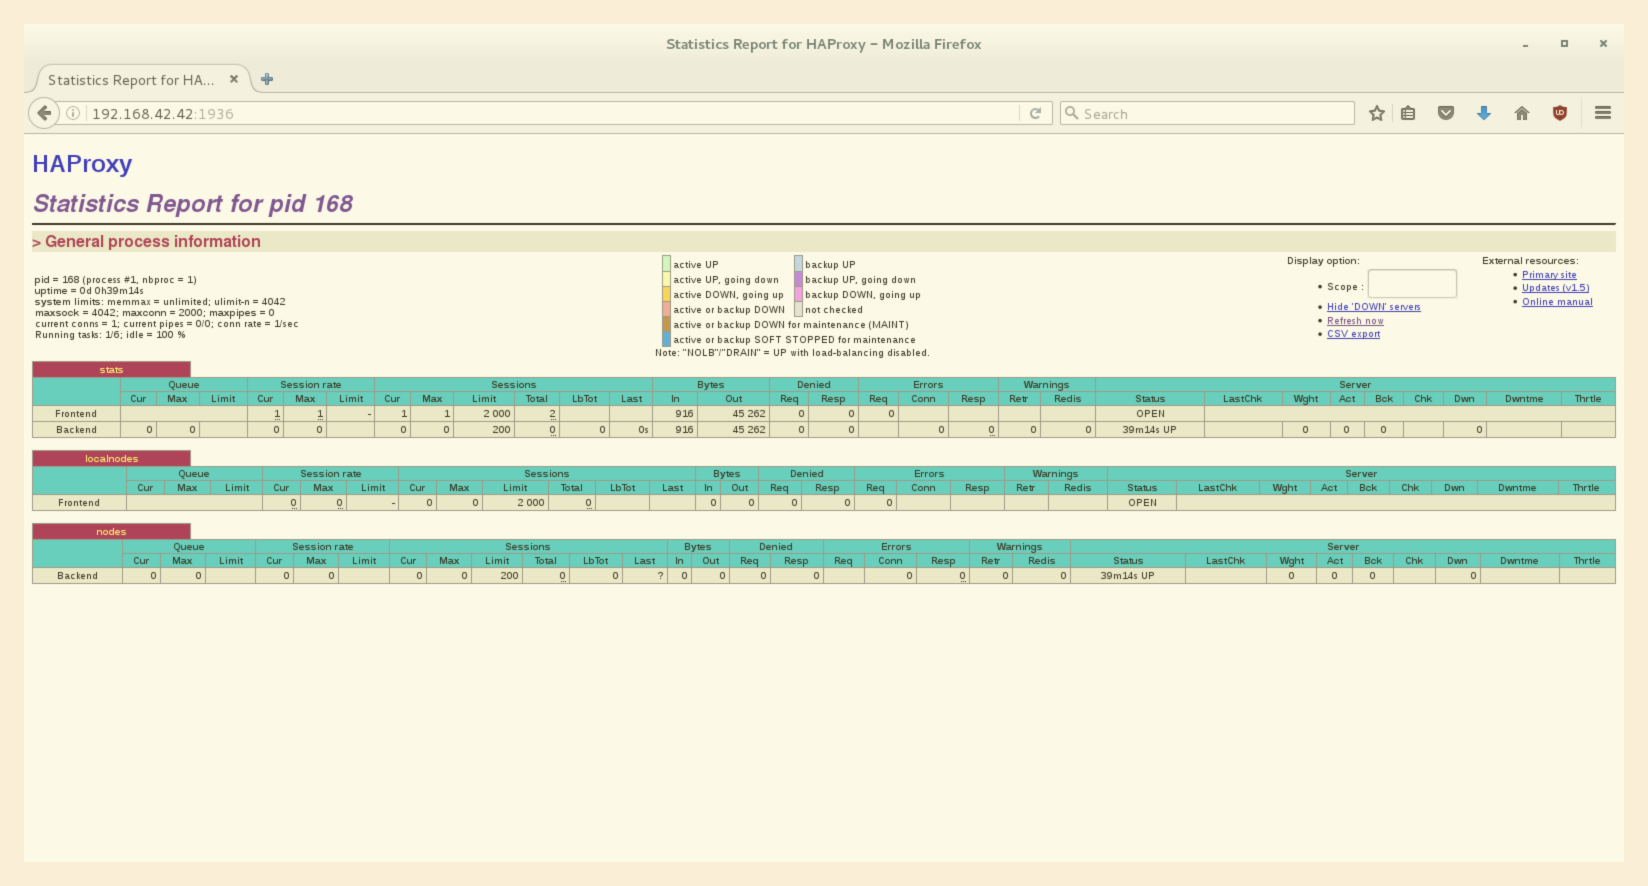 Statistics Report for HAProxy – Mozilla Firefox
Statistics Report for HA...
192.168.42.42:1936
Search
HAProxy
Statistics Report for pid 168
> General process information
pid = 168 (process #1, nbproc = 1)
uptime = 0d 0h39m14s
system limits: memmax = unlimited; ulimit-n = 4042
maxsock = 4042; maxconn = 2000; maxpipes = 0
current conns = 1; current pipes = 0/0; conn rate = 1/sec
Running tasks: 1/6; idle = 100 %
active UP backup UP
active UP, going down backup UP, going down
active DOWN, going up backup DOWN, going up
active or backup DOWN not checked
active or backup DOWN for maintenance (MAINT)
active or backup SOFT STOPPED for maintenance
Note: "NOLB"/"DRAIN" = UP with load-balancing disabled.
Display option:
• Scope :
• Hide 'DOWN' servers
• Refresh now
• CSV export
External resources:
• Primary site
• Updates (v1.5)
• Online manual
stats
Queue Session rate Sessions Bytes Denied Errors Warnings Server
Cur Max Limit Cur Max Limit Cur Max Limit Total LbTot Last In Out Req Resp Req Conn Resp Retr Redis Status LastChk Wght Act Bck Chk Dwn Dwntme Thrtle
Frontend 1 1 - 1 1 2 000 2 916 45 262 0 0 0 OPEN
Backend 0 0 0 0 0 0 200 0 0 0s 916 45 262 0 0 0 0 0 0 39m14s UP 0 0 0 0
localnodes
Queue Session rate Sessions Bytes Denied Errors Warnings Server
Cur Max Limit Cur Max Limit Cur Max Limit Total LbTot Last In Out Req Resp Req Conn Resp Retr Redis Status LastChk Wght Act Bck Chk Dwn Dwntme Thrtle
Frontend 0 0 - 0 0 2 000 0 0 0 0 0 0 OPEN
nodes
Queue Session rate Sessions Bytes Denied Errors Warnings Server
Cur Max Limit Cur Max Limit Cur Max Limit Total LbTot Last In Out Req Resp Req Conn Resp Retr Redis Status LastChk Wght Act Bck Chk Dwn Dwntme Thrtle
Backend 0 0 0 0 0 0 200 0 0 ? 0 0 0 0 0 0 0 0 39m14s UP 0 0 0 0